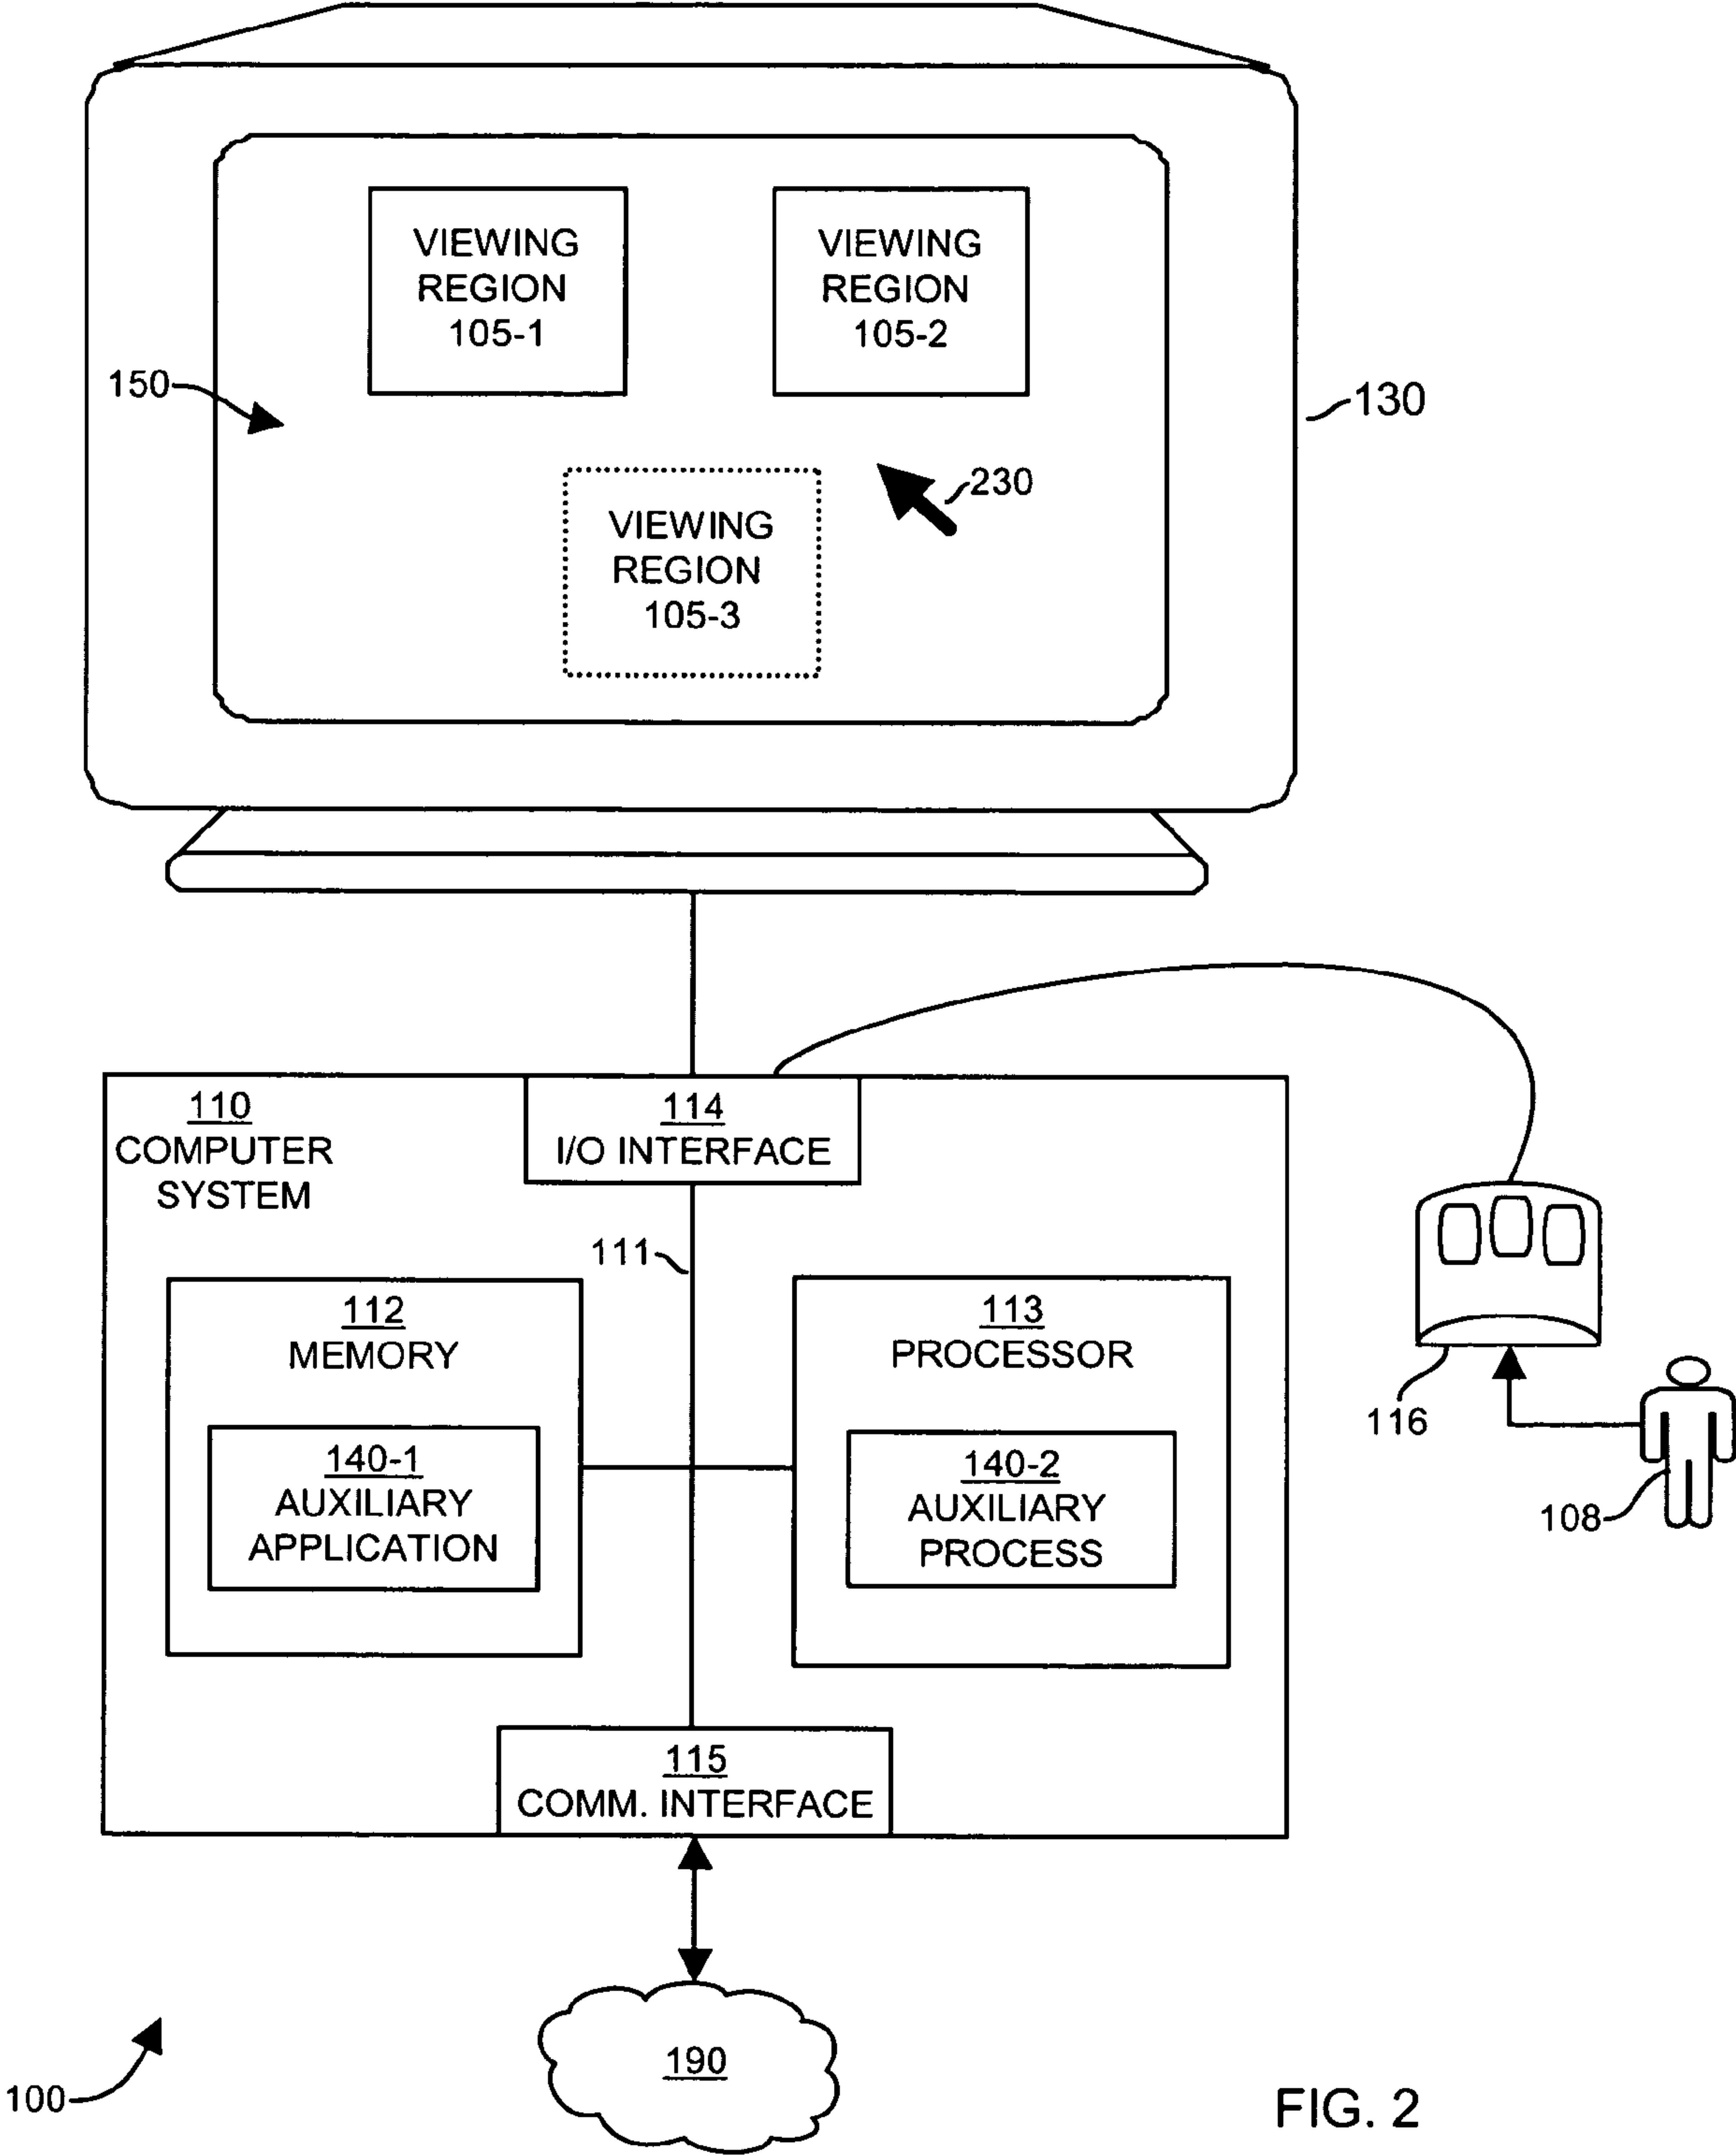 VIEWING
REGION
105-1
VIEWING
REGION
105-2
150
130
230
VIEWING
REGION
105-3
110
COMPUTER
SYSTEM
114
I/O INTERFACE
111
112
MEMORY
113
PROCESSOR
140-1
AUXILIARY
APPLICATION
140-2
AUXILIARY
PROCESS
116
108
115
COMM. INTERFACE
190
100
FIG. 2